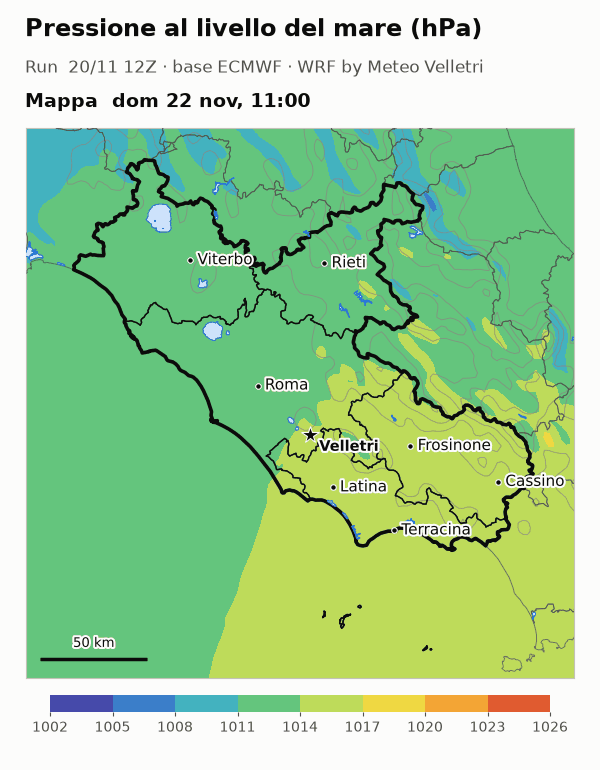 Pressione al livello del mare (hPa)
Run  20/11 12Z · base ECMWF · WRF by Meteo Velletri
Mappa  dom 22 nov, 11:00
Viterbo
Rieti
Roma
Velletri
Frosinone
Latina
Cassino
Terracina
50 km
1002 1005 1008 1011 1014 1017 1020 1023 1026